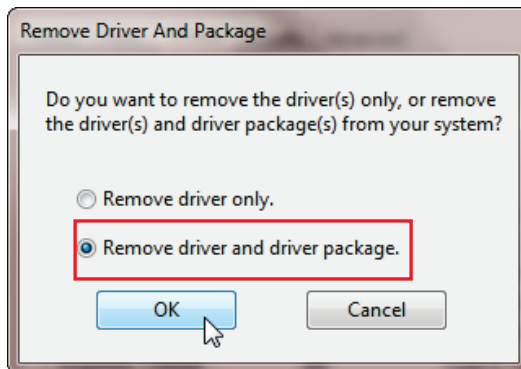 Remove Driver And Package
Do you want to remove the driver(s) only, or remove
the driver(s) and driver package(s) from your system?
Remove driver only.
Remove driver and driver package.
OK
Cancel